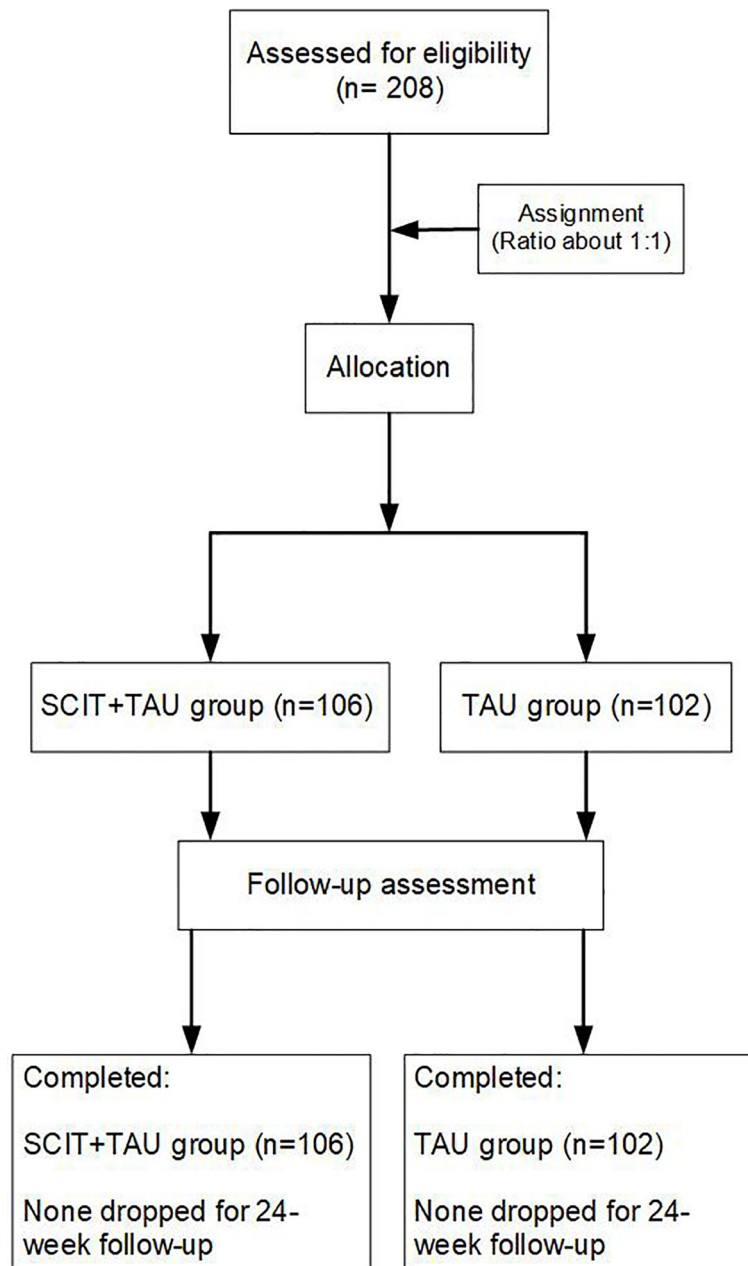 Assessed for eligibility
(n= 208)
Assignment
(Ratio about 1:1)
Allocation
SCIT+TAU group (n=106)
TAU group (n=102)
Follow-up assessment
Completed:
SCIT+TAU group (n=106)
None dropped for 24-
week follow-up
Completed:
TAU group (n=102)
None dropped for 24-
week follow-up